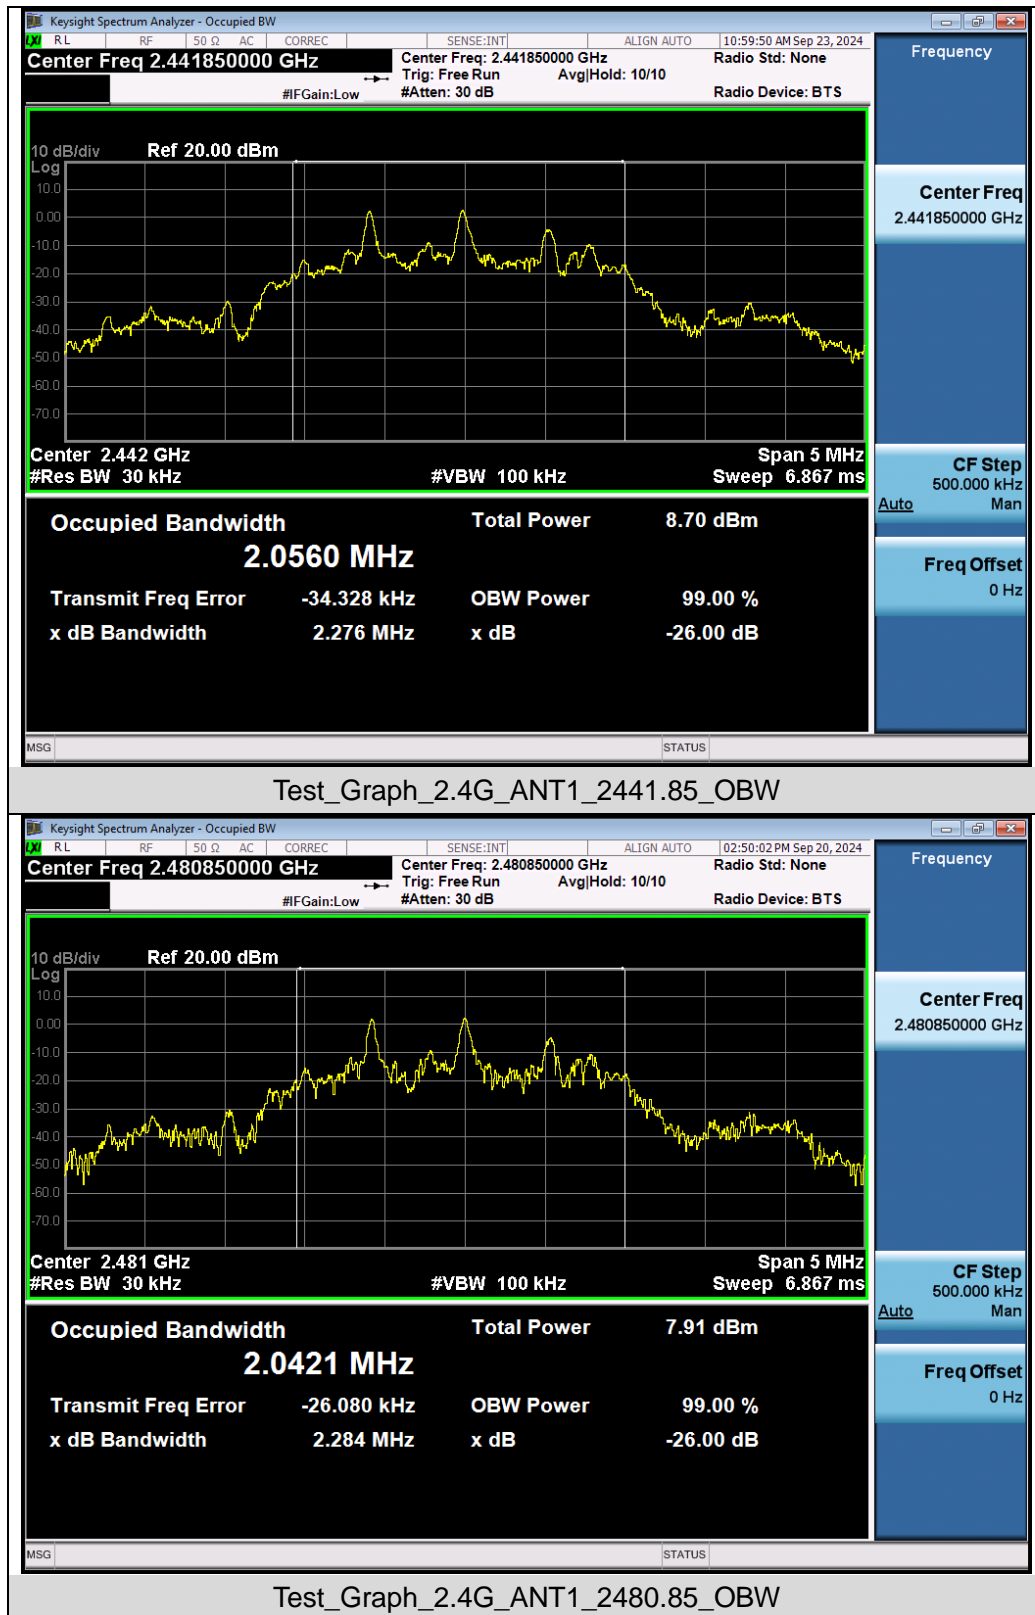 Keysight Spectrum Analyzer - Occupied BW
LXI RL RF 50 Ω AC CORREC SENSE:INT ALIGN AUTO 10:59:50 AM Sep 23, 2024
Center Freq 2.441850000 GHz
Center Freq: 2.441850000 GHz
Radio Std: None
Trig: Free Run Avg|Hold: 10/10
#IFGain:Low #Atten: 30 dB Radio Device: BTS
10 dB/div Ref 20.00 dBm
Log
10.0
0.00
-10.0
-20.0
-30.0
-40.0
-50.0
-60.0
-70.0
Center 2.442 GHz Span 5 MHz
#Res BW 30 kHz #VBW 100 kHz Sweep 6.867 ms
Occupied Bandwidth Total Power 8.70 dBm
2.0560 MHz
Transmit Freq Error -34.328 kHz OBW Power 99.00 %
x dB Bandwidth 2.276 MHz x dB -26.00 dB
MSG STATUS
Frequency
Center Freq
2.441850000 GHz
CF Step
500.000 kHz
Auto Man
Freq Offset
0 Hz
Test_Graph_2.4G_ANT1_2441.85_OBW
Keysight Spectrum Analyzer - Occupied BW
LXI RL RF 50 Ω AC CORREC SENSE:INT ALIGN AUTO 02:50:02 PM Sep 20, 2024
Center Freq 2.480850000 GHz
Center Freq: 2.480850000 GHz
Radio Std: None
Trig: Free Run Avg|Hold: 10/10
#IFGain:Low #Atten: 30 dB Radio Device: BTS
10 dB/div Ref 20.00 dBm
Log
10.0
0.00
-10.0
-20.0
-30.0
-40.0
-50.0
-60.0
-70.0
Center 2.481 GHz Span 5 MHz
#Res BW 30 kHz #VBW 100 kHz Sweep 6.867 ms
Occupied Bandwidth Total Power 7.91 dBm
2.0421 MHz
Transmit Freq Error -26.080 kHz OBW Power 99.00 %
x dB Bandwidth 2.284 MHz x dB -26.00 dB
MSG STATUS
Frequency
Center Freq
2.480850000 GHz
CF Step
500.000 kHz
Auto Man
Freq Offset
0 Hz
Test_Graph_2.4G_ANT1_2480.85_OBW